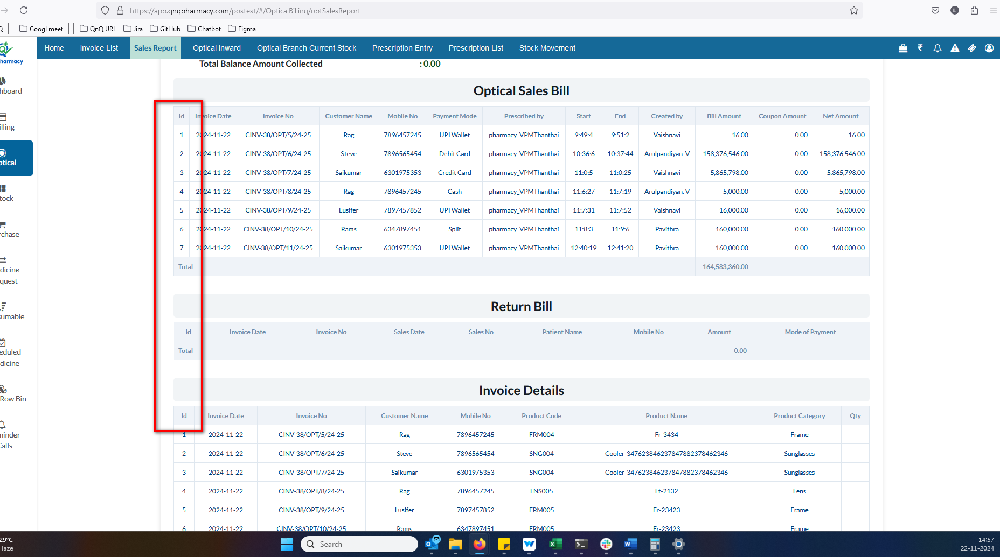 https://app.qnqpharmacy.com/postest/#/OpticalBilling/optSalesReport
L
Q Googl meet QnQ URL Jira GitHub Chatbot Figma
Home Invoice List Sales Report Optical Inward Optical Branch Current Stock Prescription Entry Prescription List Stock Movement
harmacy
hboard
illing
ptical
tock
rchase
dicine
quest
sumable
eduled
dicine
Row Bin
minder
Calls
Total Balance Amount Collected : 0.00
Optical Sales Bill
Id Invoice Date Invoice No Customer Name Mobile No Payment Mode Prescribed by Start End Created by Bill Amount Coupon Amount Net Amount
1 2024-11-22 CINV-38/OPT/5/24-25 Rag 7896457245 UPI Wallet pharmacy_VPMThanthai 9:49:4 9:51:2 Vaishnavi 16.00 0.00 16.00
2 2024-11-22 CINV-38/OPT/6/24-25 Steve 7896565454 Debit Card pharmacy_VPMThanthai 10:36:6 10:37:44 Arulpandiyan. V 158,376,546.00 0.00 158,376,546.00
3 2024-11-22 CINV-38/OPT/7/24-25 Saikumar 6301975353 Credit Card pharmacy_VPMThanthai 11:0:5 11:0:25 Vaishnavi 5,865,798.00 0.00 5,865,798.00
4 2024-11-22 CINV-38/OPT/8/24-25 Rag 7896457245 Cash pharmacy_VPMThanthai 11:6:27 11:7:19 Arulpandiyan. V 5,000.00 0.00 5,000.00
5 2024-11-22 CINV-38/OPT/9/24-25 Lusifer 7897457852 UPI Wallet pharmacy_VPMThanthai 11:7:31 11:7:52 Vaishnavi 16,000.00 0.00 16,000.00
6 2024-11-22 CINV-38/OPT/10/24-25 Rams 6347897451 Split pharmacy_VPMThanthai 11:8:3 11:9:6 Pavithra 160,000.00 0.00 160,000.00
7 2024-11-22 CINV-38/OPT/11/24-25 Saikumar 6301975353 UPI Wallet pharmacy_VPMThanthai 12:40:19 12:41:20 Pavithra 160,000.00 0.00 160,000.00
Total 164,583,360.00
Return Bill
Id Invoice Date Invoice No Sales Date Sales No Patient Name Mobile No Amount Mode of Payment
Total 0.00
Invoice Details
Id Invoice Date Invoice No Customer Name Mobile No Product Code Product Name Product Category Qty
1 2024-11-22 CINV-38/OPT/5/24-25 Rag 7896457245 FRM004 Fr-3434 Frame
2 2024-11-22 CINV-38/OPT/6/24-25 Steve 7896565454 SNG004 Cooler-3476238462378478823​78462346 Sunglasses
3 2024-11-22 CINV-38/OPT/7/24-25 Saikumar 6301975353 SNG004 Cooler-347623846237847882378462346 Sunglasses
4 2024-11-22 CINV-38/OPT/8/24-25 Rag 7896457245 LNS005 Lt-2132 Lens
5 2024-11-22 CINV-38/OPT/9/24-25 Lusifer 7897457852 FRM005 Fr-23423 Frame
6 2024-11-22 CINV-38/OPT/10/24-25 Rams 6347897451 FRM005 Fr-23423 Frame
29°C
Haze
Search
14:57
22-11-2024